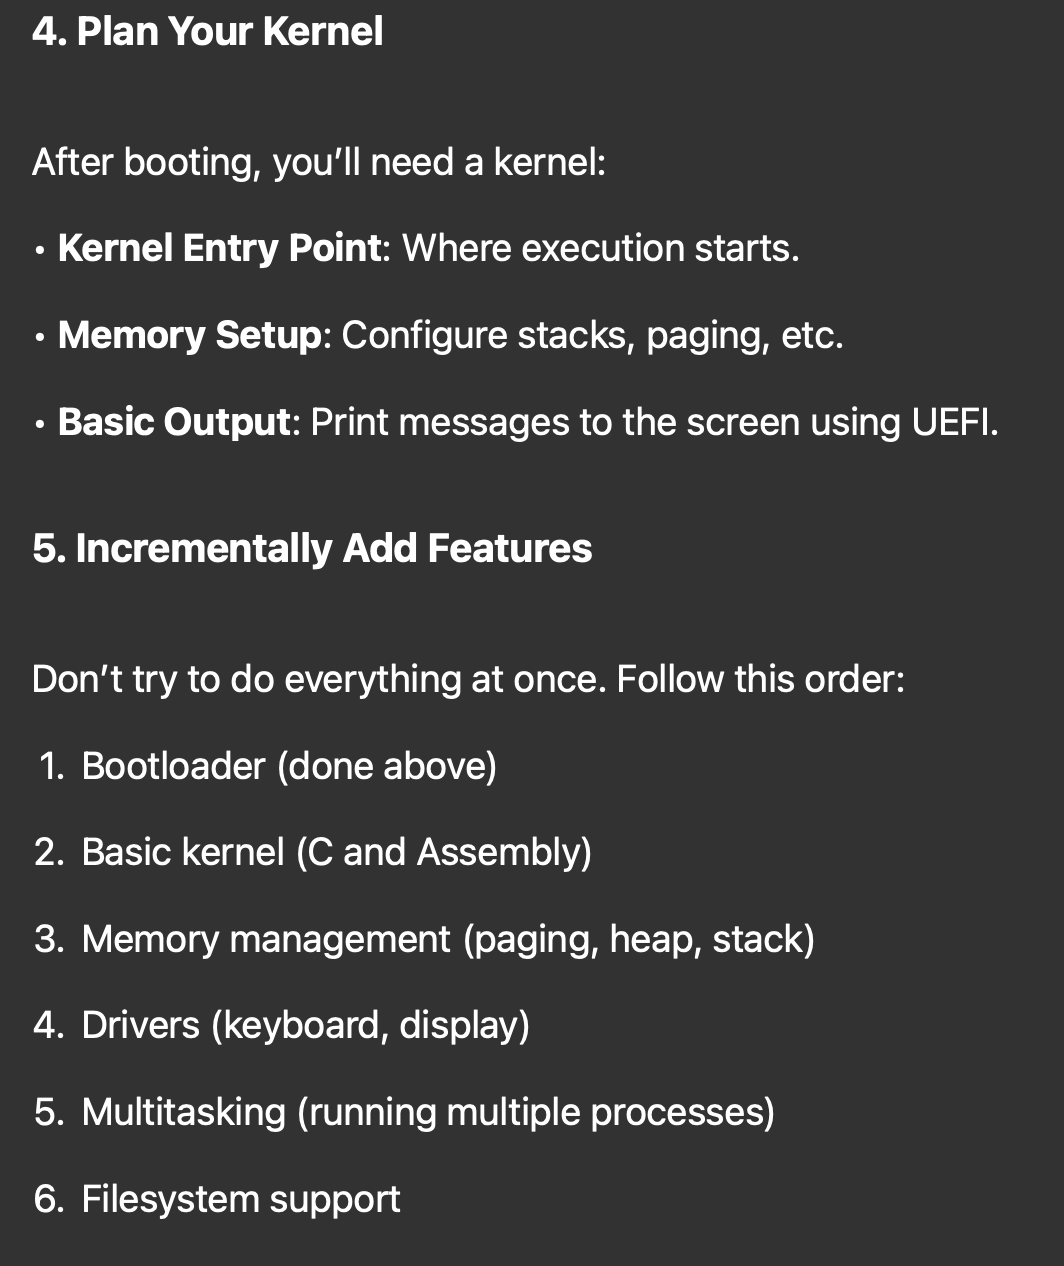 4. Plan Your Kernel
After booting, you’ll need a kernel:
• Kernel Entry Point: Where execution starts.
• Memory Setup: Configure stacks, paging, etc.
• Basic Output: Print messages to the screen using UEFI.
5. Incrementally Add Features
Don’t try to do everything at once. Follow this order:
1. Bootloader (done above)
2. Basic kernel (C and Assembly)
3. Memory management (paging, heap, stack)
4. Drivers (keyboard, display)
5. Multitasking (running multiple processes)
6. Filesystem support